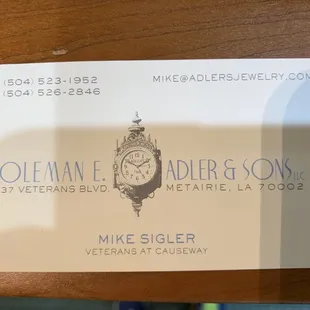 (504) 523-1952
MIKE@ADLERSJEWELRY.COM
(504) 526-2846
OLEMAN E. ADLER & SONS LLC
37 VETERANS BLVD. METAIRIE, LA 70002
MIKE SIGLER
VETERANS AT CAUSEWAY